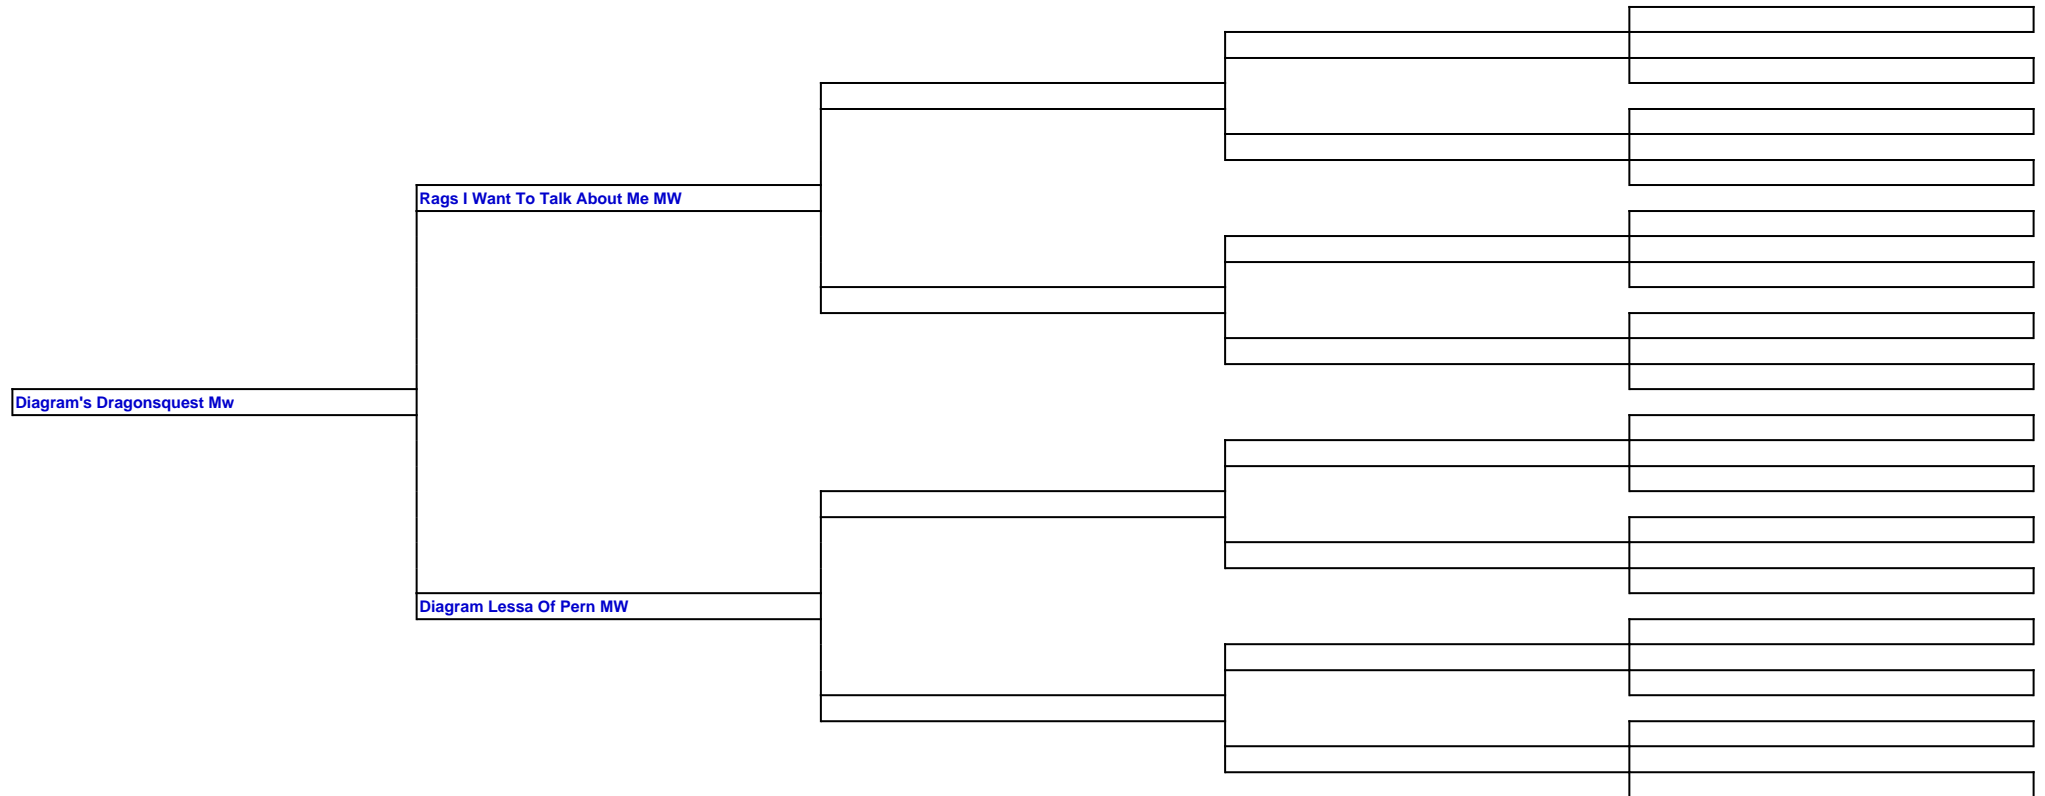 Rags I Want To Talk About Me MW
Diagram's Dragonsquest Mw
Diagram Lessa Of Pern MW